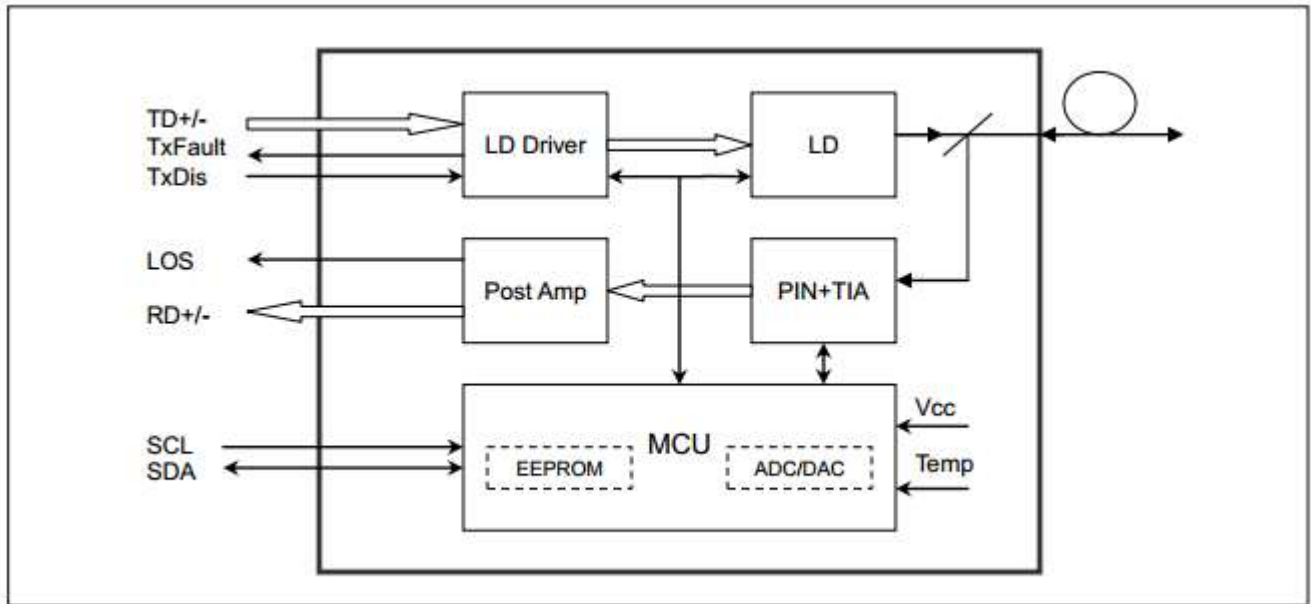 TD+/-
TxFault
TxDis
LD Driver
LD
LOS
RD+/-
Post Amp
PIN+TIA
SCL
SDA
MCU
EEPROM
ADC/DAC
Vcc
Temp